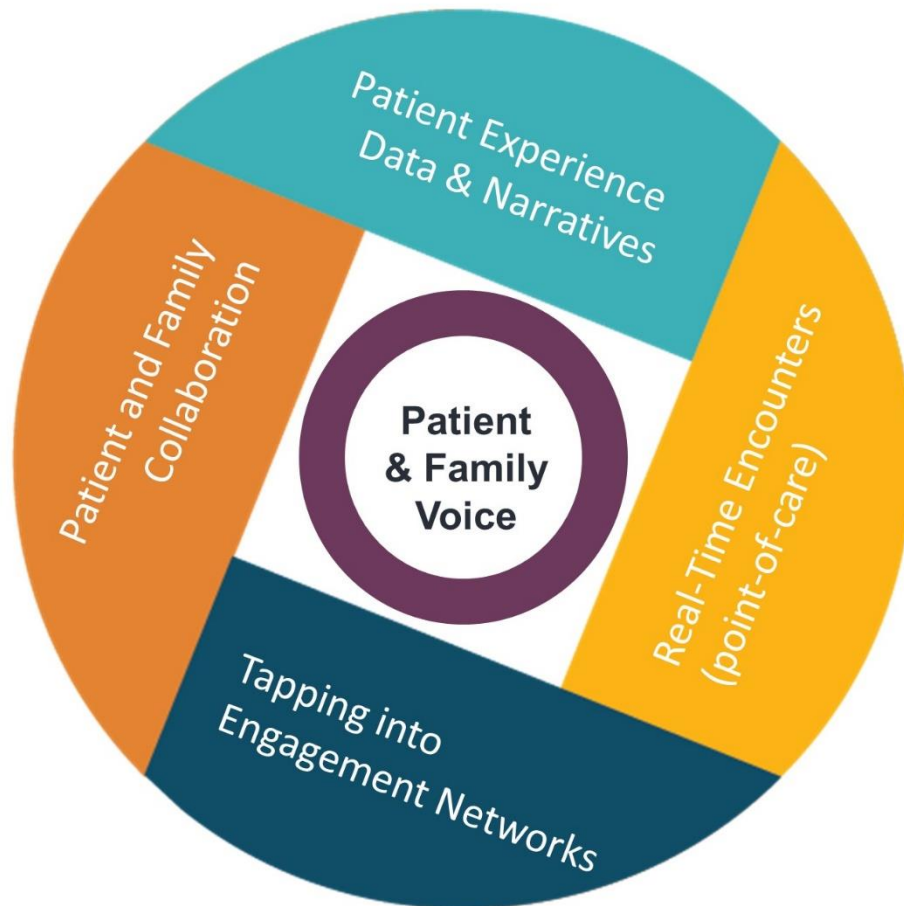 Patient Experience
Data & Narratives
Real-Time Encounters
(point-of-care)
Tapping into
Engagement Networks
Patient and Family
Collaboration
Patient
& Family
Voice